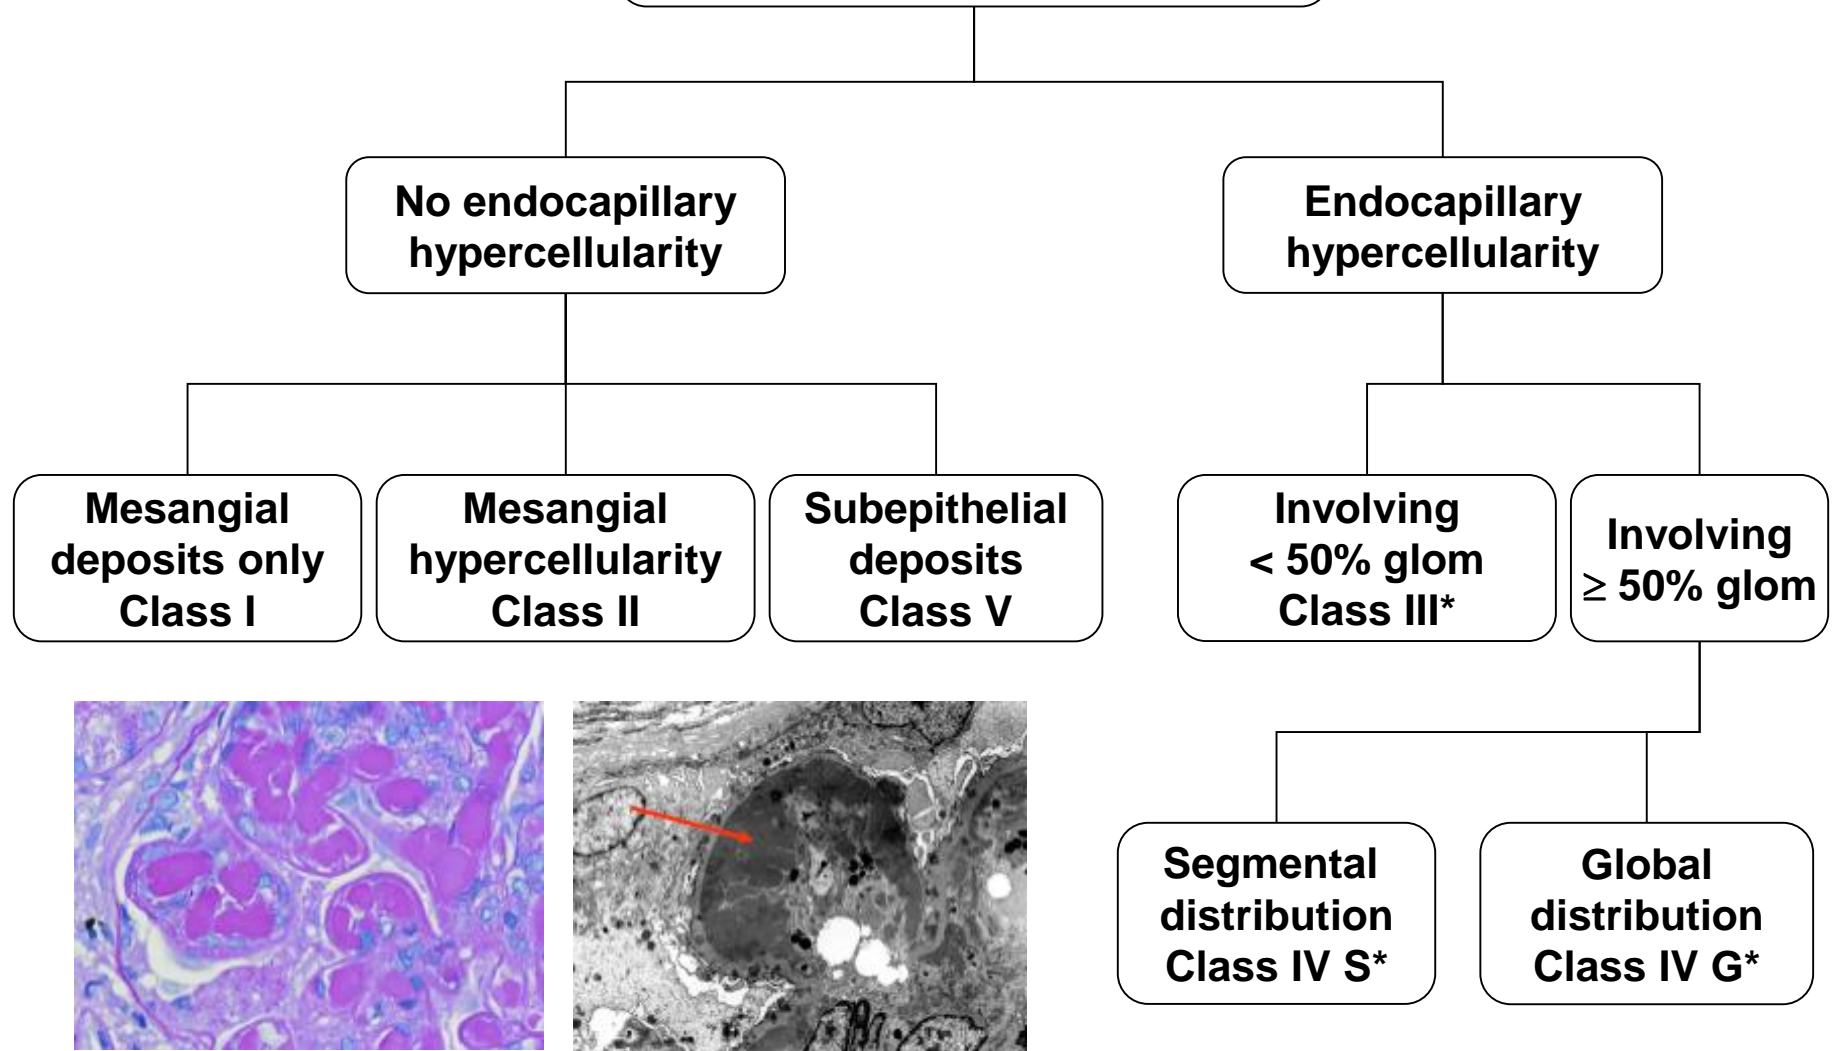 No endocapillary
hypercellularity
Endocapillary
hypercellularity
Mesangial
deposits only
Class I
Mesangial
hypercellularity
Class II
Subepithelial
deposits
Class V
Involving
< 50% glom
Class III*
Involving
≥ 50% glom
Segmental
distribution
Class IV S*
Global
distribution
Class IV G*